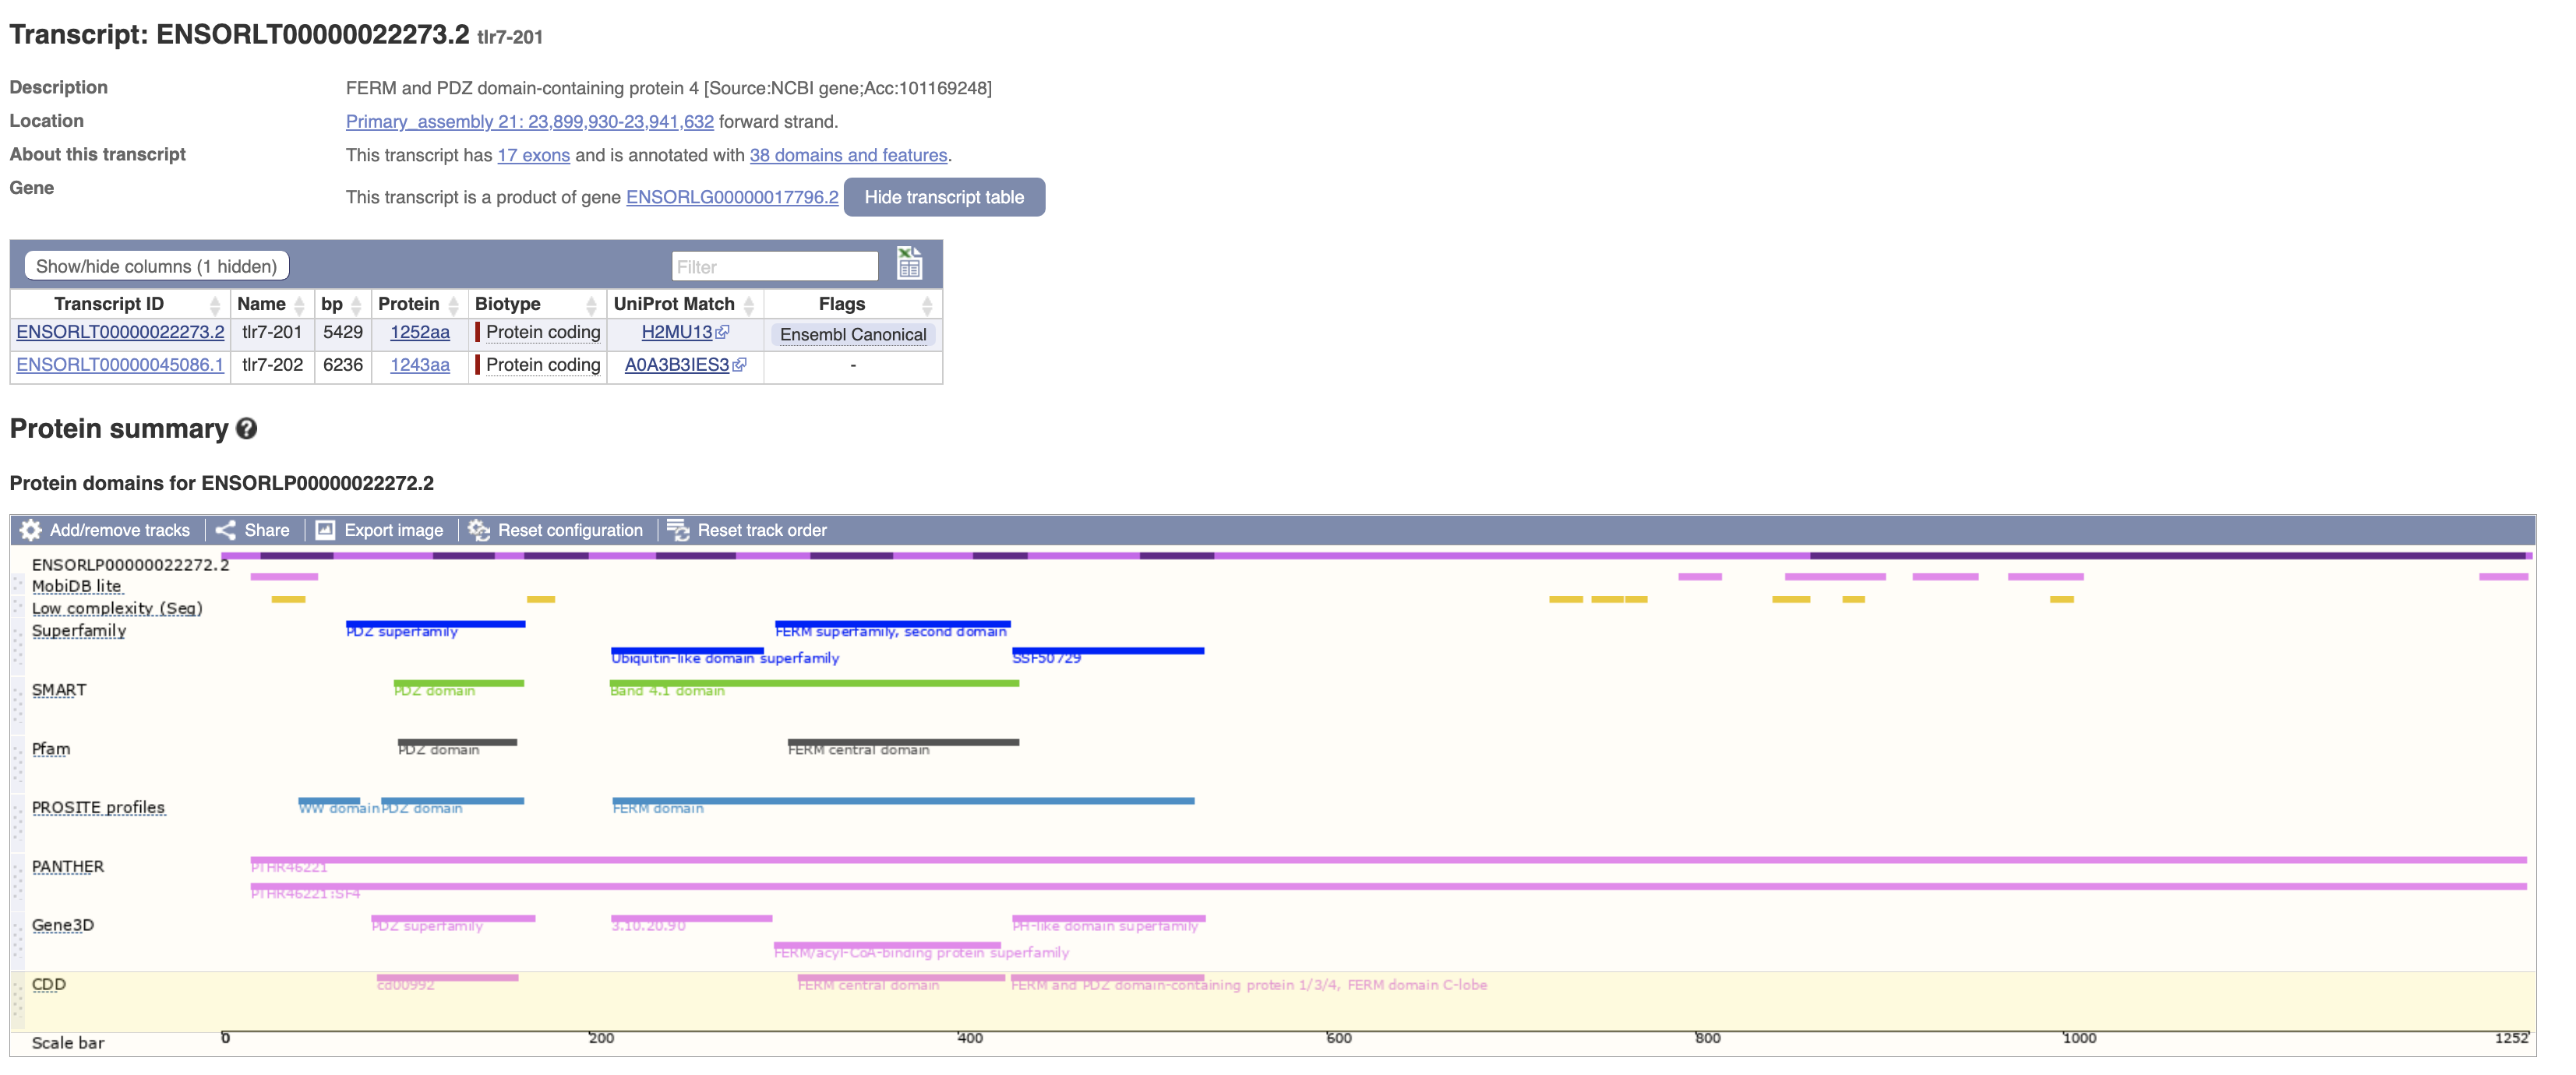 Transcript: ENSORLT00000022273.2 tlr7-201
Description FERM and PDZ domain-containing protein 4 [Source:NCBI gene;Acc:101169248]
Location Primary_assembly 21: 23,899,930-23,941,632 forward strand.
About this transcript This transcript has 17 exons and is annotated with 38 domains and features.
Gene This transcript is a product of gene ENSORLG00000017796.2 Hide transcript table
Show/hide columns (1 hidden) Filter
Transcript ID Name bp Protein Biotype UniProt Match Flags
ENSORLT00000022273.2 tlr7-201 5429 1252aa Protein coding H2MU13 Ensembl Canonical
ENSORLT00000045086.1 tlr7-202 6236 1243aa Protein coding A0A3B3IES3 -
Protein summary ?
Protein domains for ENSORLP00000022272.2
Add/remove tracks Share Export image Reset configuration Reset track order
ENSORLP00000022272.2
MobiDB lite
Low complexity (Seg)
Superfamily PDZ superfamily FERM superfamily, second domain
Ubiquitin-like domain superfamily SSF50729
SMART PDZ domain Band 4.1 domain
Pfam PDZ domain FERM central domain
PROSITE profiles WW domain PDZ domain FERM domain
PANTHER PTHR46221
PTHR46221:SF4
Gene3D PDZ superfamily 3.10.20.90 PH-like domain superfamily
FERM/acyl-CoA-binding protein superfamily
CDD cd00992 FERM central domain FERM and PDZ domain-containing protein 1/3/4, FERM domain C-lobe
Scale bar 0 200 400 600 800 1000 1252